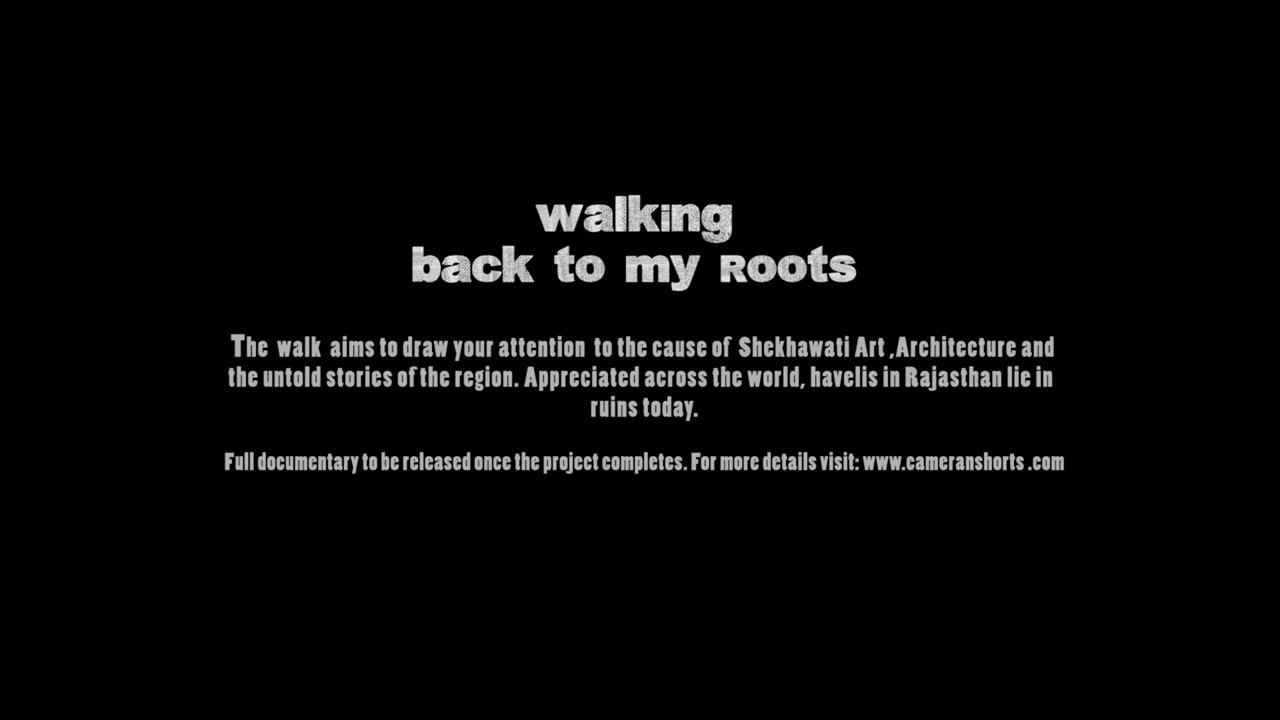 walking
back to my Roots
The walk aims to draw your attention to the cause of Shekhawati Art ,Architecture and
the untold stories of the region. Appreciated across the world, havelis in Rajasthan lie in
ruins today.
Full documentary to be released once the project completes. For more details visit: www.cameranshorts .com